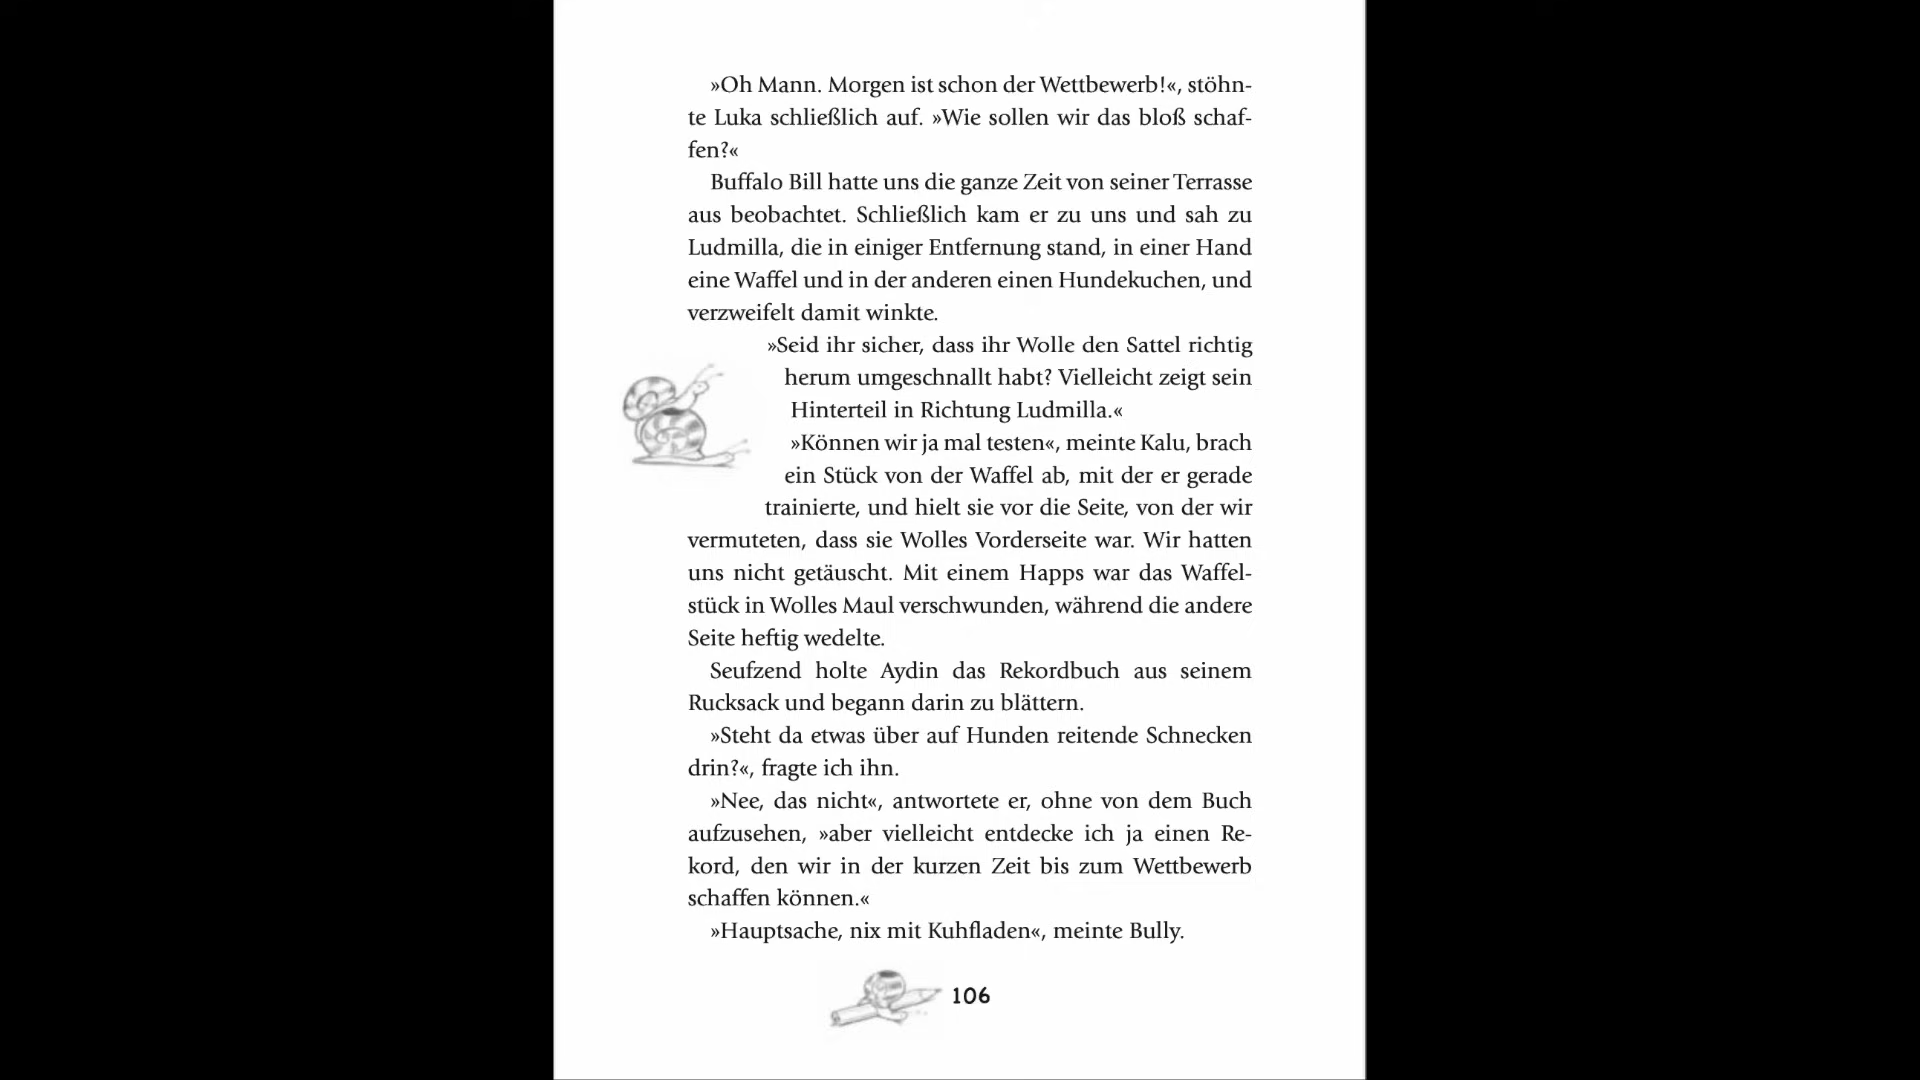 »Oh Mann. Morgen ist schon der Wettbewerb!«, stöhn-
te Luka schließlich auf. »Wie sollen wir das bloß schaf-
fen?«
Buffalo Bill hatte uns die ganze Zeit von seiner Terrasse
aus beobachtet. Schließlich kam er zu uns und sah zu
Ludmilla, die in einiger Entfernung stand, in einer Hand
eine Waffel und in der anderen einen Hundekuchen, und
verzweifelt damit winkte.
»Seid ihr sicher, dass ihr Wolle den Sattel richtig
herum umgeschnallt habt? Vielleicht zeigt sein
Hinterteil in Richtung Ludmilla.«
»Können wir ja mal testen«, meinte Kalu, brach
ein Stück von der Waffel ab, mit der er gerade
trainierte, und hielt sie vor die Seite, von der wir
vermuteten, dass sie Wolles Vorderseite war. Wir hatten
uns nicht getäuscht. Mit einem Happs war das Waffel-
stück in Wolles Maul verschwunden, während die andere
Seite heftig wedelte.
Seufzend holte Aydin das Rekordbuch aus seinem
Rucksack und begann darin zu blättern.
»Steht da etwas über auf Hunden reitende Schnecken
drin?«, fragte ich ihn.
»Nee, das nicht«, antwortete er, ohne von dem Buch
aufzusehen, »aber vielleicht entdecke ich ja einen Re-
kord, den wir in der kurzen Zeit bis zum Wettbewerb
schaffen können.«
»Hauptsache, nix mit Kuhfladen«, meinte Bully.
106